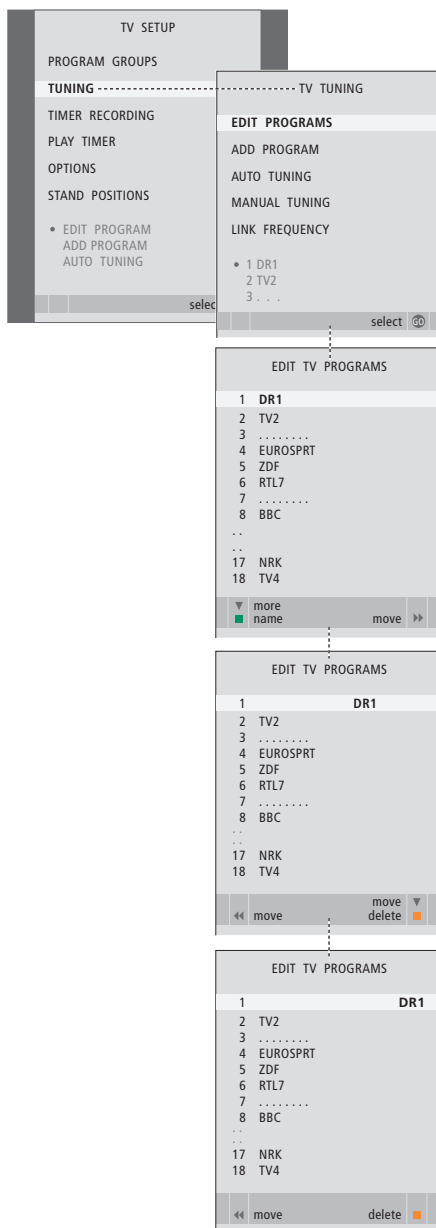 TV SETUP
PROGRAM GROUPS
TUNING
TIMER RECORDING
PLAY TIMER
OPTIONS
STAND POSITIONS
• EDIT PROGRAM
ADD PROGRAM
AUTO TUNING
selec
TV TUNING
EDIT PROGRAMS
ADD PROGRAM
AUTO TUNING
MANUAL TUNING
LINK FREQUENCY
• 1 DR1
2 TV2
3 . . .
select GO
EDIT TV PROGRAMS
1 DR1
2 TV2
3 ........
4 EUROSPRT
5 ZDF
6 RTL7
7 ........
8 BBC
..
..
17 NRK
18 TV4
▼ more
■ name move ▶▶
EDIT TV PROGRAMS
1 DR1
2 TV2
3 ........
4 EUROSPRT
5 ZDF
6 RTL7
7 ........
8 BBC
..
..
17 NRK
18 TV4
move ▼
◀◀ move delete ■
EDIT TV PROGRAMS
1 DR1
2 TV2
3 ........
4 EUROSPRT
5 ZDF
6 RTL7
7 ........
8 BBC
..
..
17 NRK
18 TV4
◀◀ move delete ■